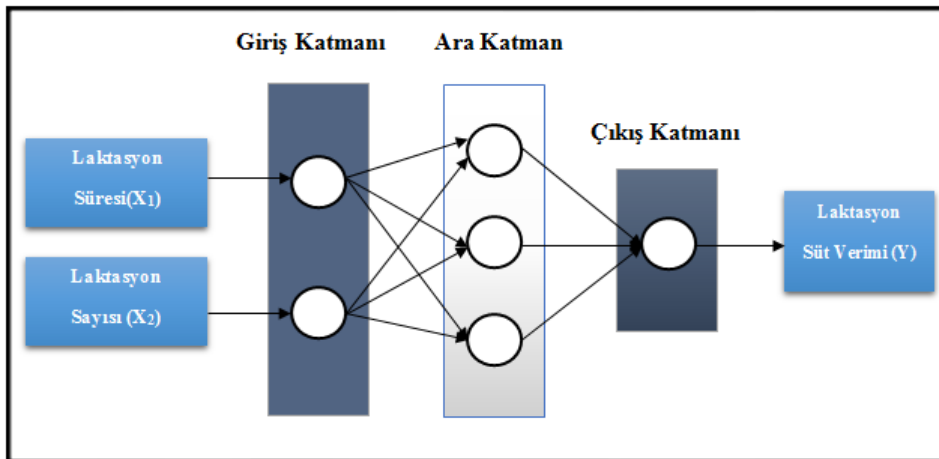 Giriş Katmanı
Ara Katman
Çıkış Katmanı
Laktasyon
Süresi(X₁)
Laktasyon
Sayısı (X₂)
Laktasyon
Süt Verimi (Y)